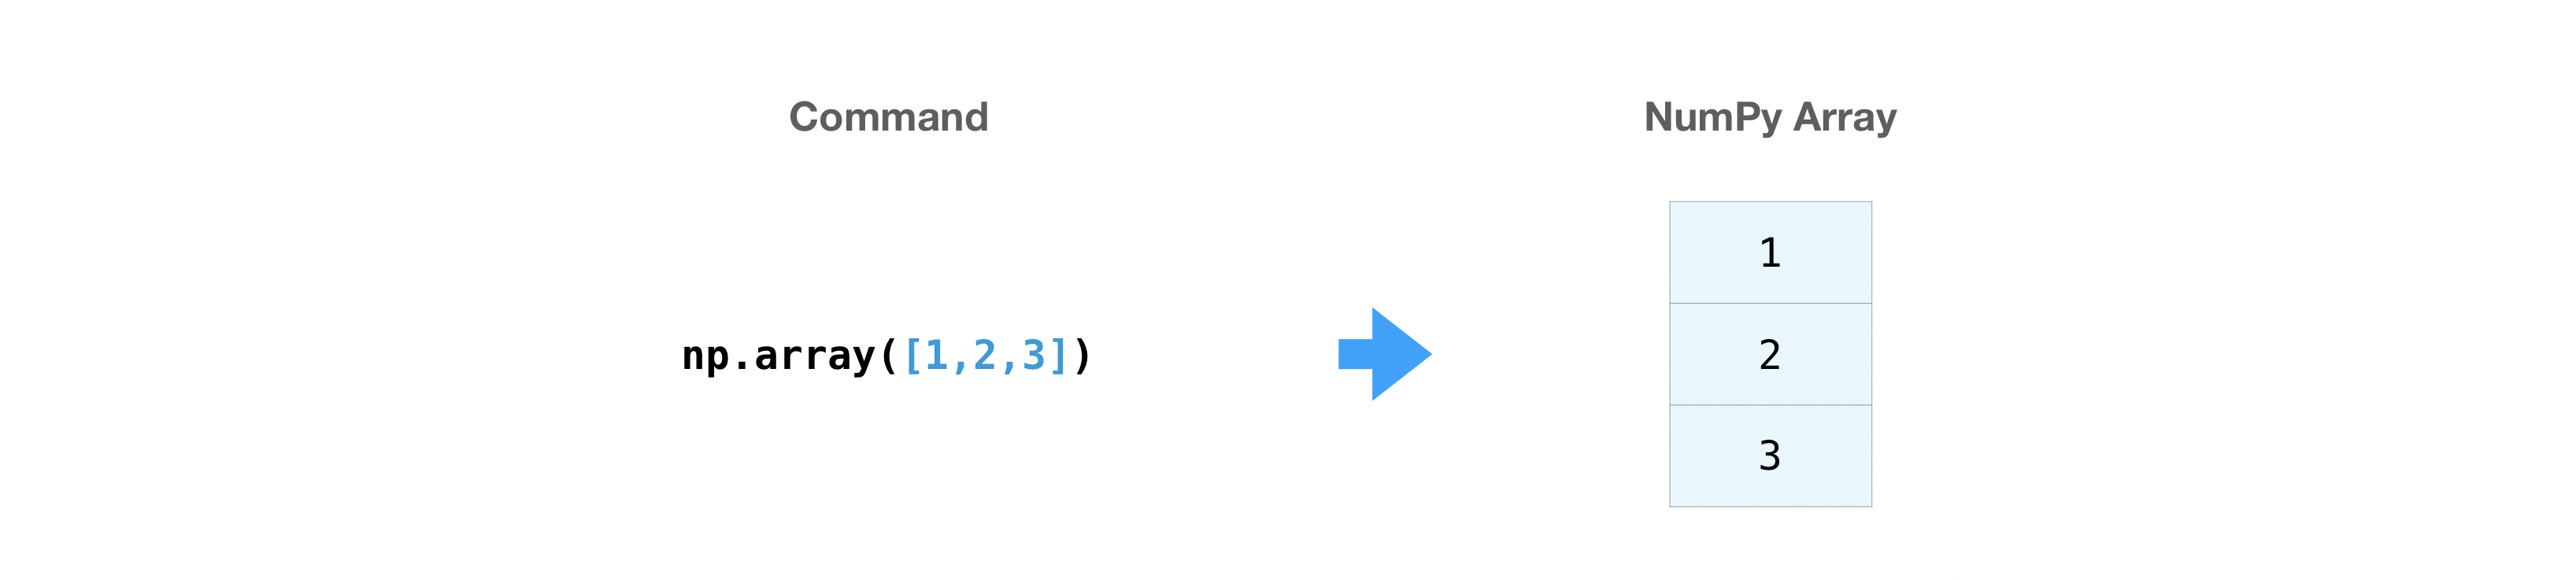 Command
NumPy Array
np.array([1,2,3])
1
2
3